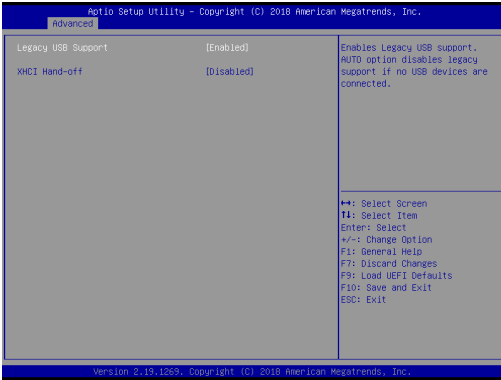 Aptio Setup Utility - Copyright (C) 2018 American Megatrends, Inc.
Advanced
Legacy USB Support [Enabled]
XHCI Hand-off [Disabled]
Enables Legacy USB support.
AUTO option disables legacy
support if no USB devices are
connected.
↔: Select Screen
↑↓: Select Item
Enter: Select
+/-: Change Option
F1: General Help
F7: Discard Changes
F9: Load UEFI Defaults
F10: Save and Exit
ESC: Exit
Version 2.19.1269. Copyright (C) 2018 American Megatrends, Inc.